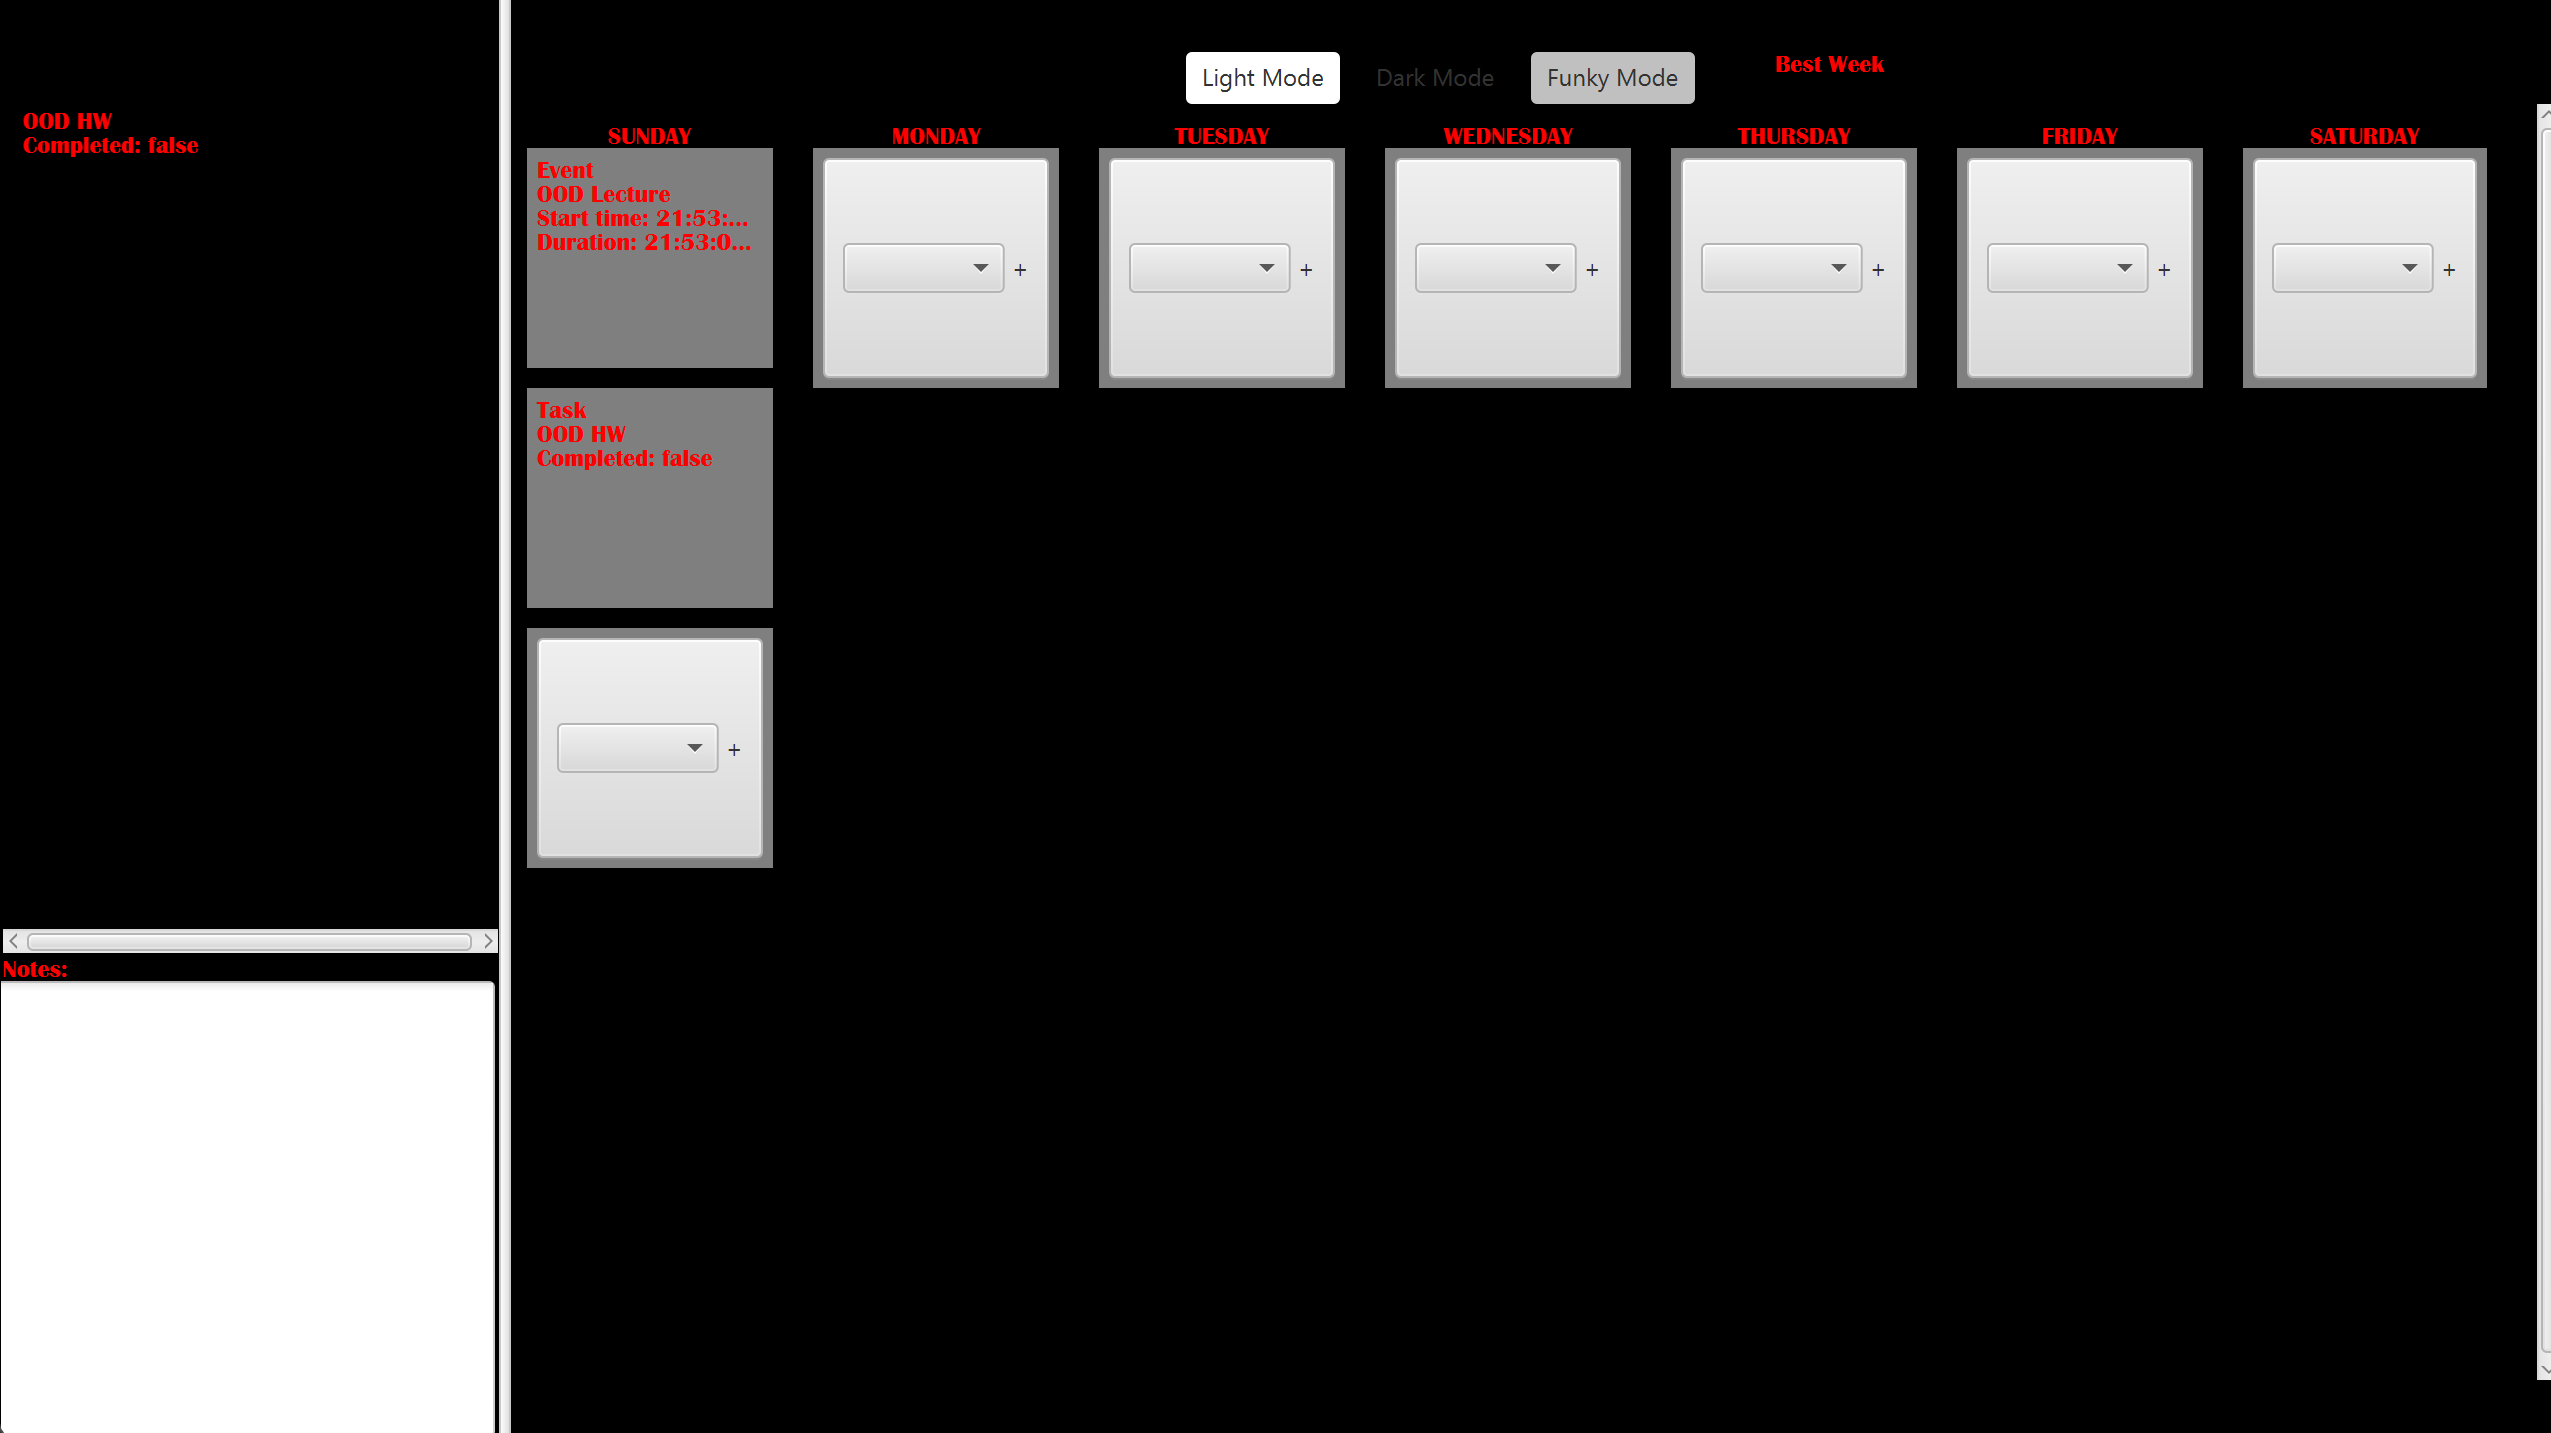 Light Mode
Dark Mode
Funky Mode
Best Week
OOD HW
Completed: false
SUNDAY
MONDAY
TUESDAY
WEDNESDAY
THURSDAY
FRIDAY
SATURDAY
Event
OOD Lecture
Start time: 21:53:...
Duration: 21:53:0...
+
+
+
+
+
+
Task
OOD HW
Completed: false
+
Notes: